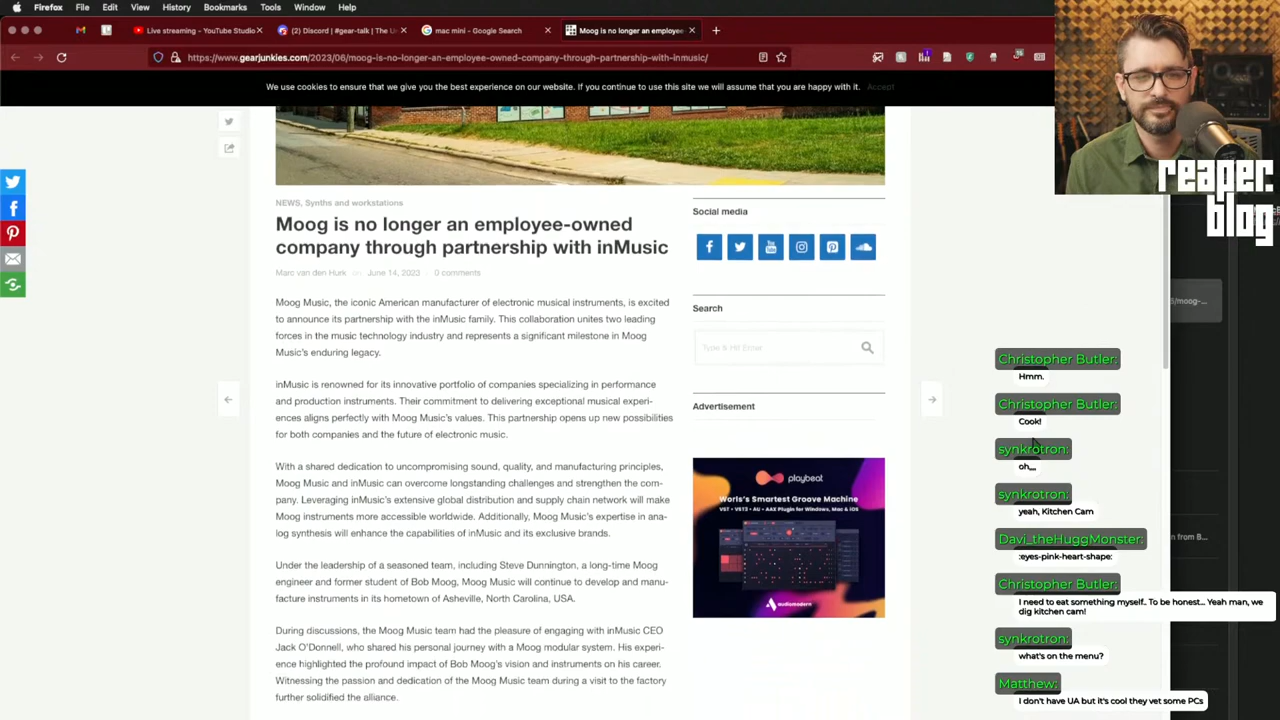 Firefox File Edit View History Bookmarks Tools Window Help
Live streaming - YouTube Studio
(2) Discord | #gear-talk | The U
mac mini - Google Search
Moog is no longer an employee-
https://www.gearjunkies.com/2023/06/moog-is-no-longer-an-employee-owned-company-through-partnership-with-inmusic/
We use cookies to ensure that we give you the best experience on our website. If you continue to use this site we will assume that you are happy with it. Accept
REAPER.
BLOG
NEWS, Synths and workstations
Moog is no longer an employee-owned
company through partnership with inMusic
Marc van den Hurk on June 14, 2023 0 comments
Moog Music, the iconic American manufacturer of electronic musical instruments, is excited
to announce its partnership with the inMusic family. This collaboration unites two leading
forces in the music technology industry and represents a significant milestone in Moog
Music's enduring legacy.
inMusic is renowned for its innovative portfolio of companies specializing in performance
and production instruments. Their commitment to delivering exceptional musical experi-
ences aligns perfectly with Moog Music's values. This partnership opens up new possibilities
for both companies and the future of electronic music.
With a shared dedication to uncompromising sound, quality, and manufacturing principles,
Moog Music and inMusic can overcome longstanding challenges and strengthen the com-
pany. Leveraging inMusic's extensive global distribution and supply chain network will make
Moog instruments more accessible worldwide. Additionally, Moog Music's expertise in ana-
log synthesis will enhance the capabilities of inMusic and its exclusive brands.
Under the leadership of a seasoned team, including Steve Dunnington, a long-time Moog
engineer and former student of Bob Moog, Moog Music will continue to develop and manu-
facture instruments in its hometown of Asheville, North Carolina, USA.
During discussions, the Moog Music team had the pleasure of engaging with inMusic CEO
Jack O'Donnell, who shared his personal journey with a Moog modular system. His experi-
ence highlighted the profound impact of Bob Moog's vision and instruments on his career.
Witnessing the passion and dedication of the Moog Music team during a visit to the factory
further solidified the alliance.
Social media
Search
Type & Hit Enter
Advertisement
playbeat
World's Smartest Groove Machine
VST • VST3 • AU • AAX Plugin for Windows, Mac & iOS
audiomodern
Christopher Butler:
Hmm.
Christopher Butler:
Cook!
synkrotron:
oh,,,,
synkrotron:
yeah, Kitchen Cam
Davi_theHuggMonster:
:eyes-pink-heart-shape:
Christopher Butler:
I need to eat something myself.. To be honest... Yeah man, we
dig kitchen cam!
synkrotron:
what's on the menu?
Matthew:
I don't have UA but it's cool they vet some PCs